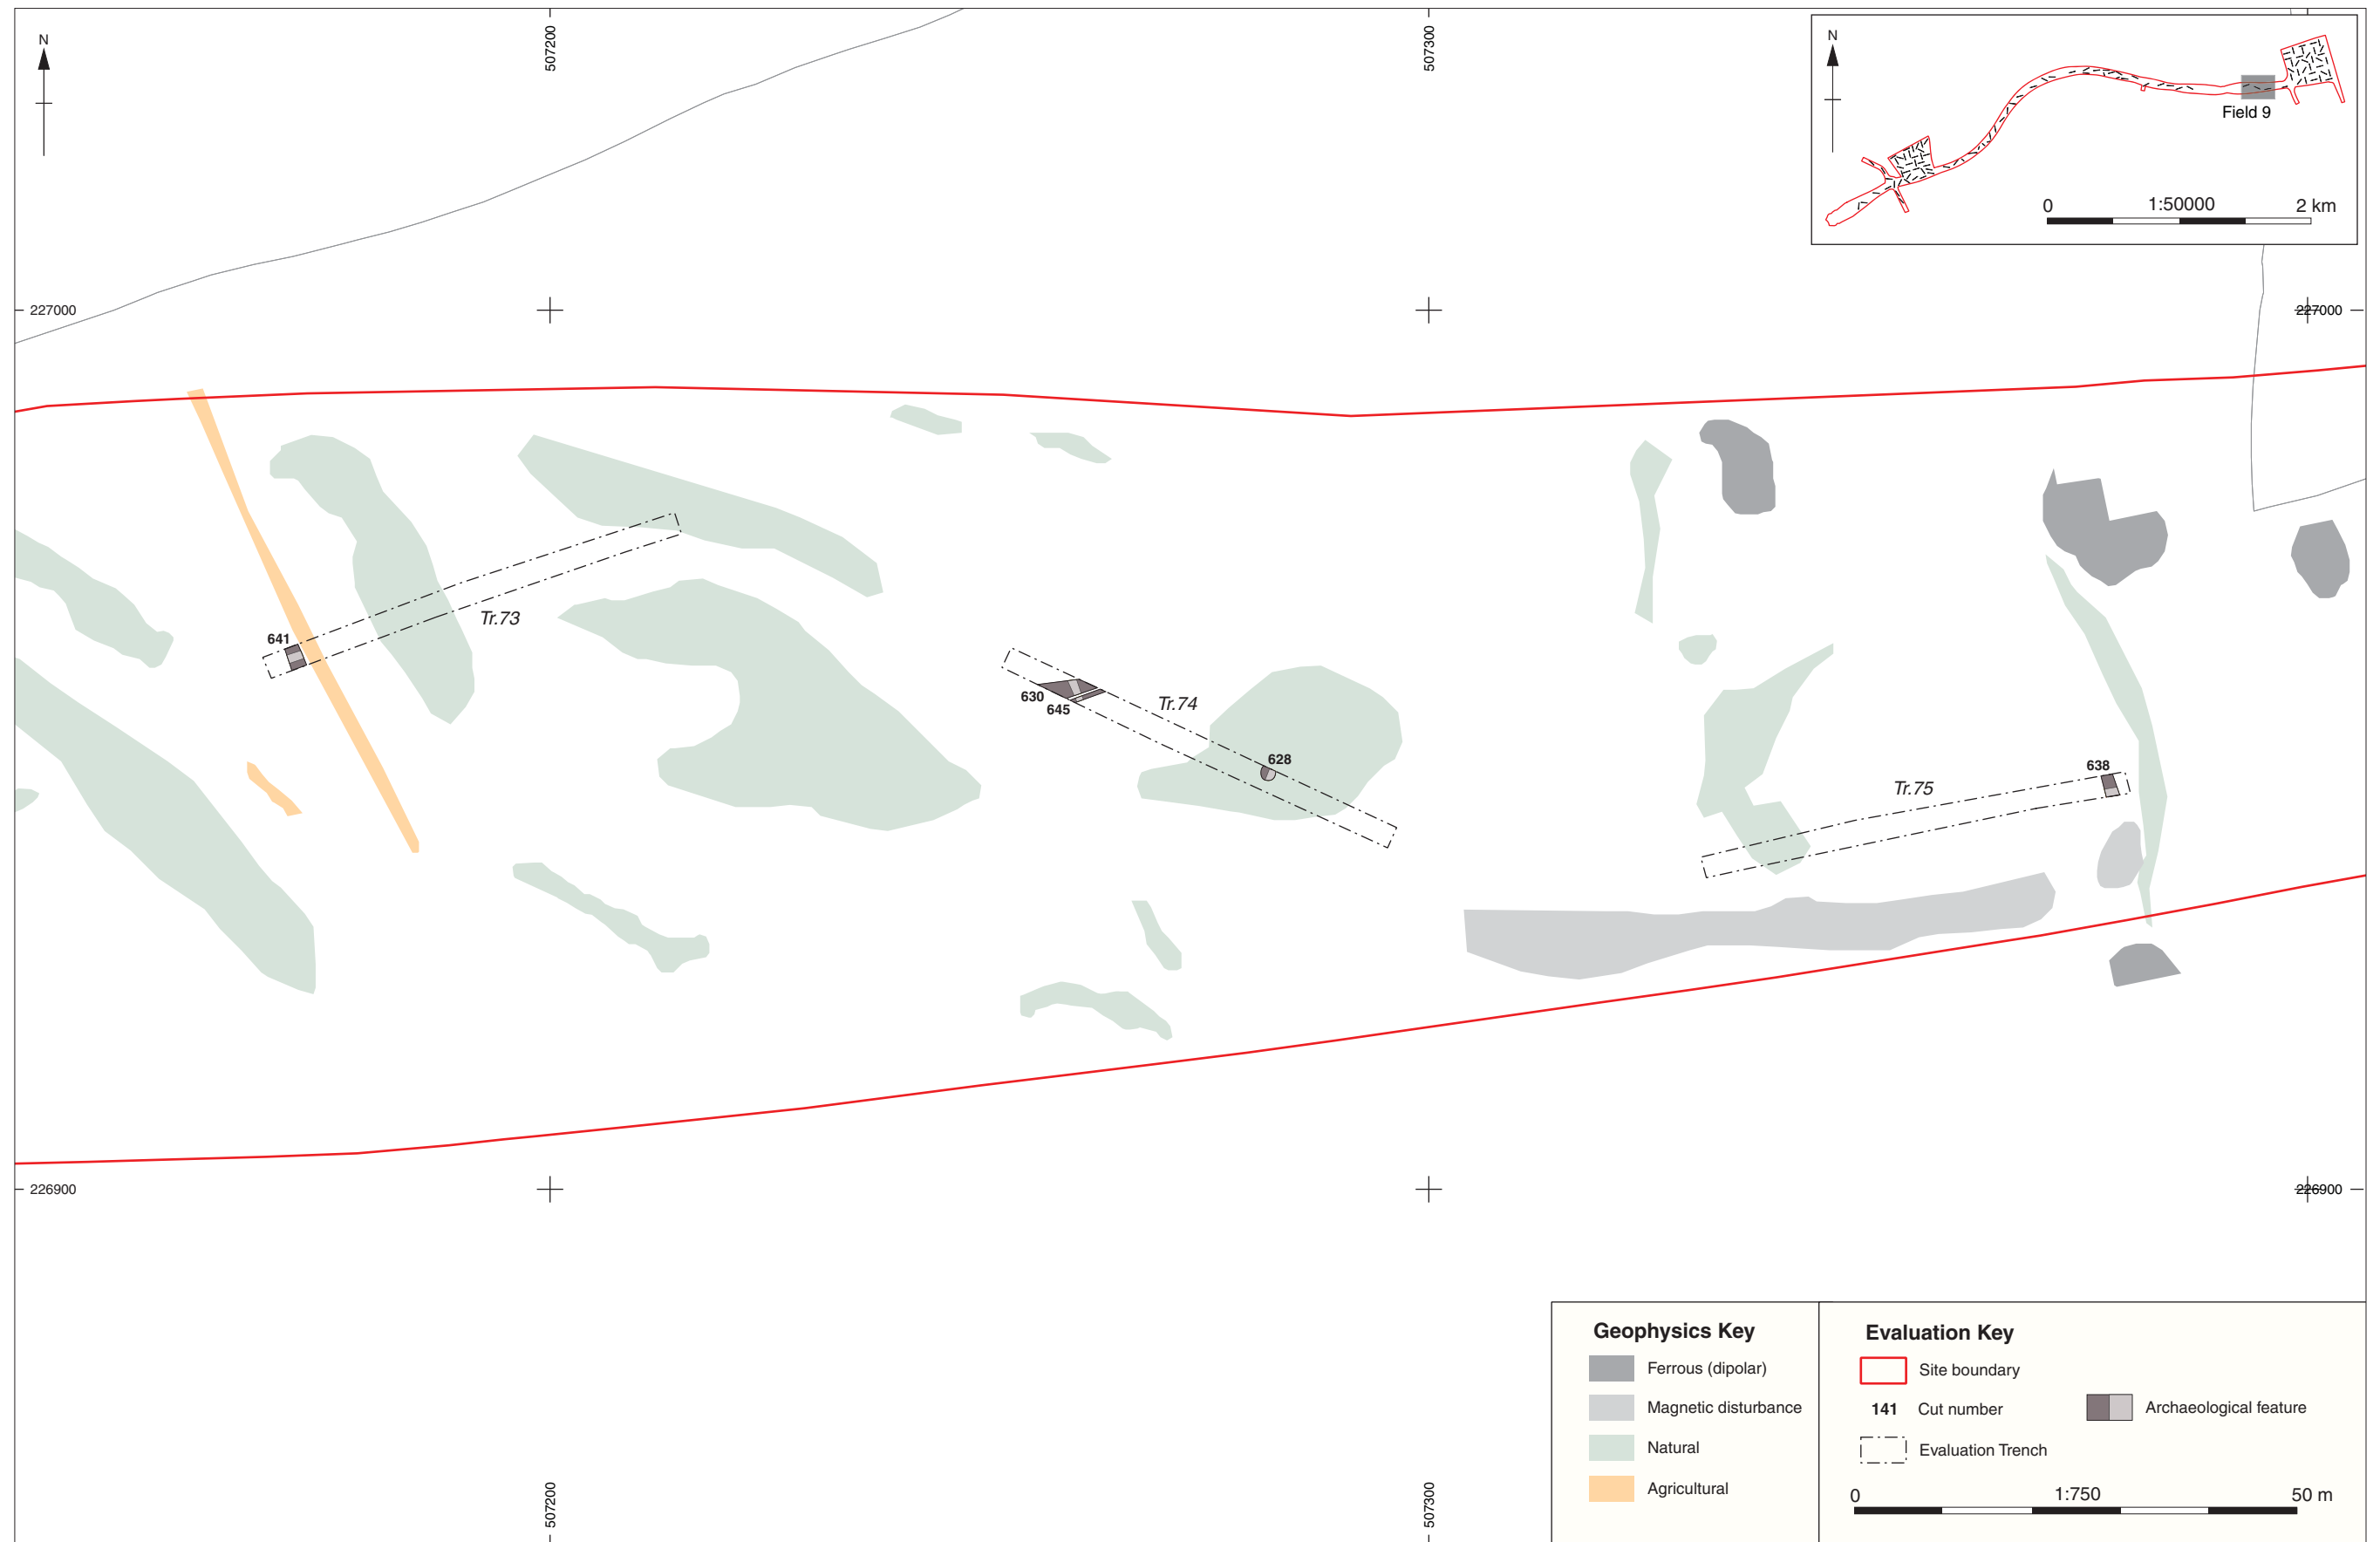 N
507200
507300
N
Field 9
0 1:50000 2 km
227000
227000
641
Tr.73
630
645
Tr.74
628
638
Tr.75
226900
226900
507200
507300
Geophysics Key
Ferrous (dipolar)
Magnetic disturbance
Natural
Agricultural
Evaluation Key
Site boundary
141 Cut number
Archaeological feature
Evaluation Trench
0 1:750 50 m